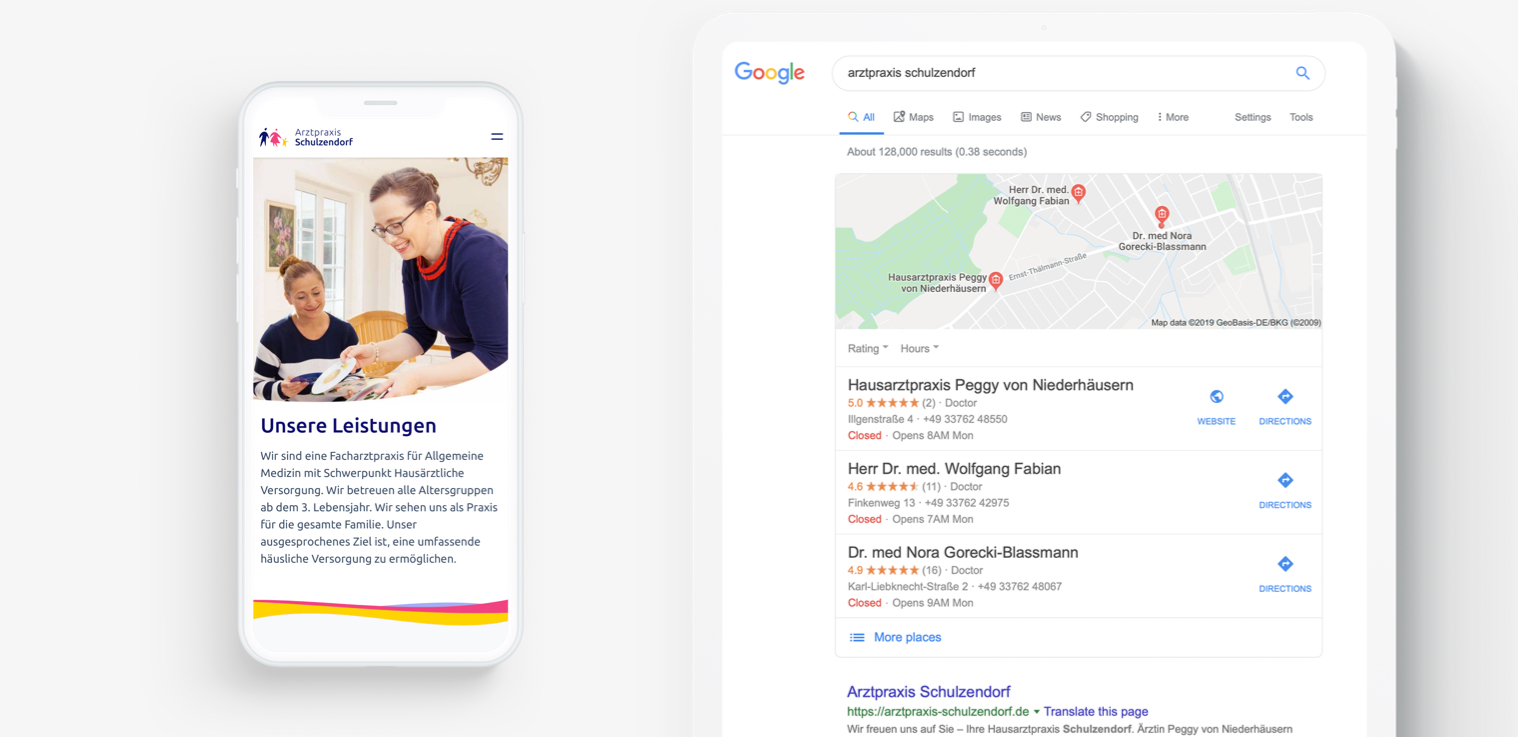 Arztpraxis
Schulzendorf
Unsere Leistungen
Wir sind eine Facharztpraxis für Allgemeine
Medizin mit Schwerpunkt Hausärztliche
Versorgung. Wir betreuen alle Altersgruppen
ab dem 3. Lebensjahr. Wir sehen uns als Praxis
für die gesamte Familie. Unser
ausgesprochenes Ziel ist, eine umfassende
häusliche Versorgung zu ermöglichen.
Google
arztpraxis schulzendorf
All Maps Images News Shopping More Settings Tools
About 128,000 results (0.38 seconds)
Herr Dr. med.
Wolfgang Fabian
Dr. med Nora
Gorecki-Blassmann
Ernst-Thälmann-Straße
Hausarztpraxis Peggy
von Niederhäusern
Map data ©2019 GeoBasis-DE/BKG (©2009)
Rating Hours
Hausarztpraxis Peggy von Niederhäusern
5.0 ★★★★★ (2) · Doctor
Illgenstraße 4 · +49 33762 48550
Closed · Opens 8AM Mon
WEBSITE DIRECTIONS
Herr Dr. med. Wolfgang Fabian
4.6 ★★★★★ (11) · Doctor
Finkenweg 13 · +49 33762 42975
Closed · Opens 7AM Mon
DIRECTIONS
Dr. med Nora Gorecki-Blassmann
4.9 ★★★★★ (16) · Doctor
Karl-Liebknecht-Straße 2 · +49 33762 48067
Closed · Opens 9AM Mon
DIRECTIONS
More places
Arztpraxis Schulzendorf
https://arztpraxis-schulzendorf.de Translate this page
Wir freuen uns auf Sie – Ihre Hausarztpraxis Schulzendorf. Ärztin Peggy von Niederhäusern